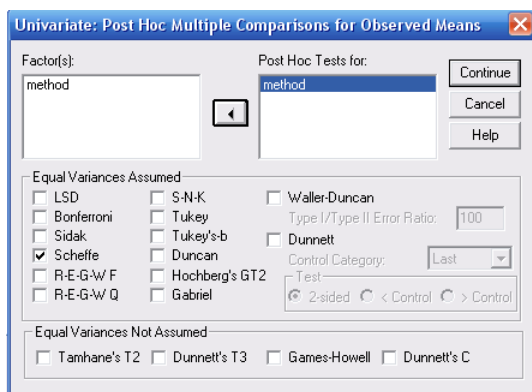 Univariate: Post Hoc Multiple Comparisons for Observed Means
Factor(s):
method
Post Hoc Tests for:
method
Continue
Cancel
Help
Equal Variances Assumed
LSD
Bonferroni
Sidak
Scheffe
R-E-G-W F
R-E-G-W Q
S-N-K
Tukey
Tukey's-b
Duncan
Hochberg's GT2
Gabriel
Waller-Duncan
Type I/Type II Error Ratio: 100
Dunnett
Control Category: Last
Test
2-sided < Control > Control
Equal Variances Not Assumed
Tamhane's T2 Dunnett's T3 Games-Howell Dunnett's C